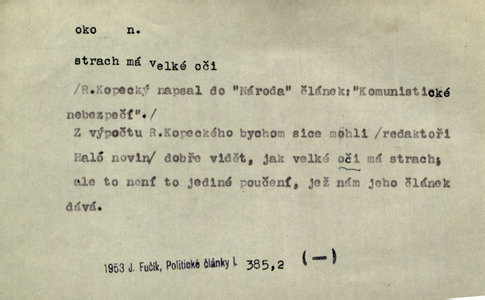 oko n.
strach má velké oči
/R.Kopecký napsal do "Národa" článek:"Komunistické
nebezpečí"./
Z výpočtu R.Kopeckého bychom sice mohli /redaktoři
Haló novin/ dobře vidět, jak velké oči má strach,
ale to není to jediné poučení, jež nám jeho článek
dává.
1953 J. Fučík, Politické články I. 385,2 (—)